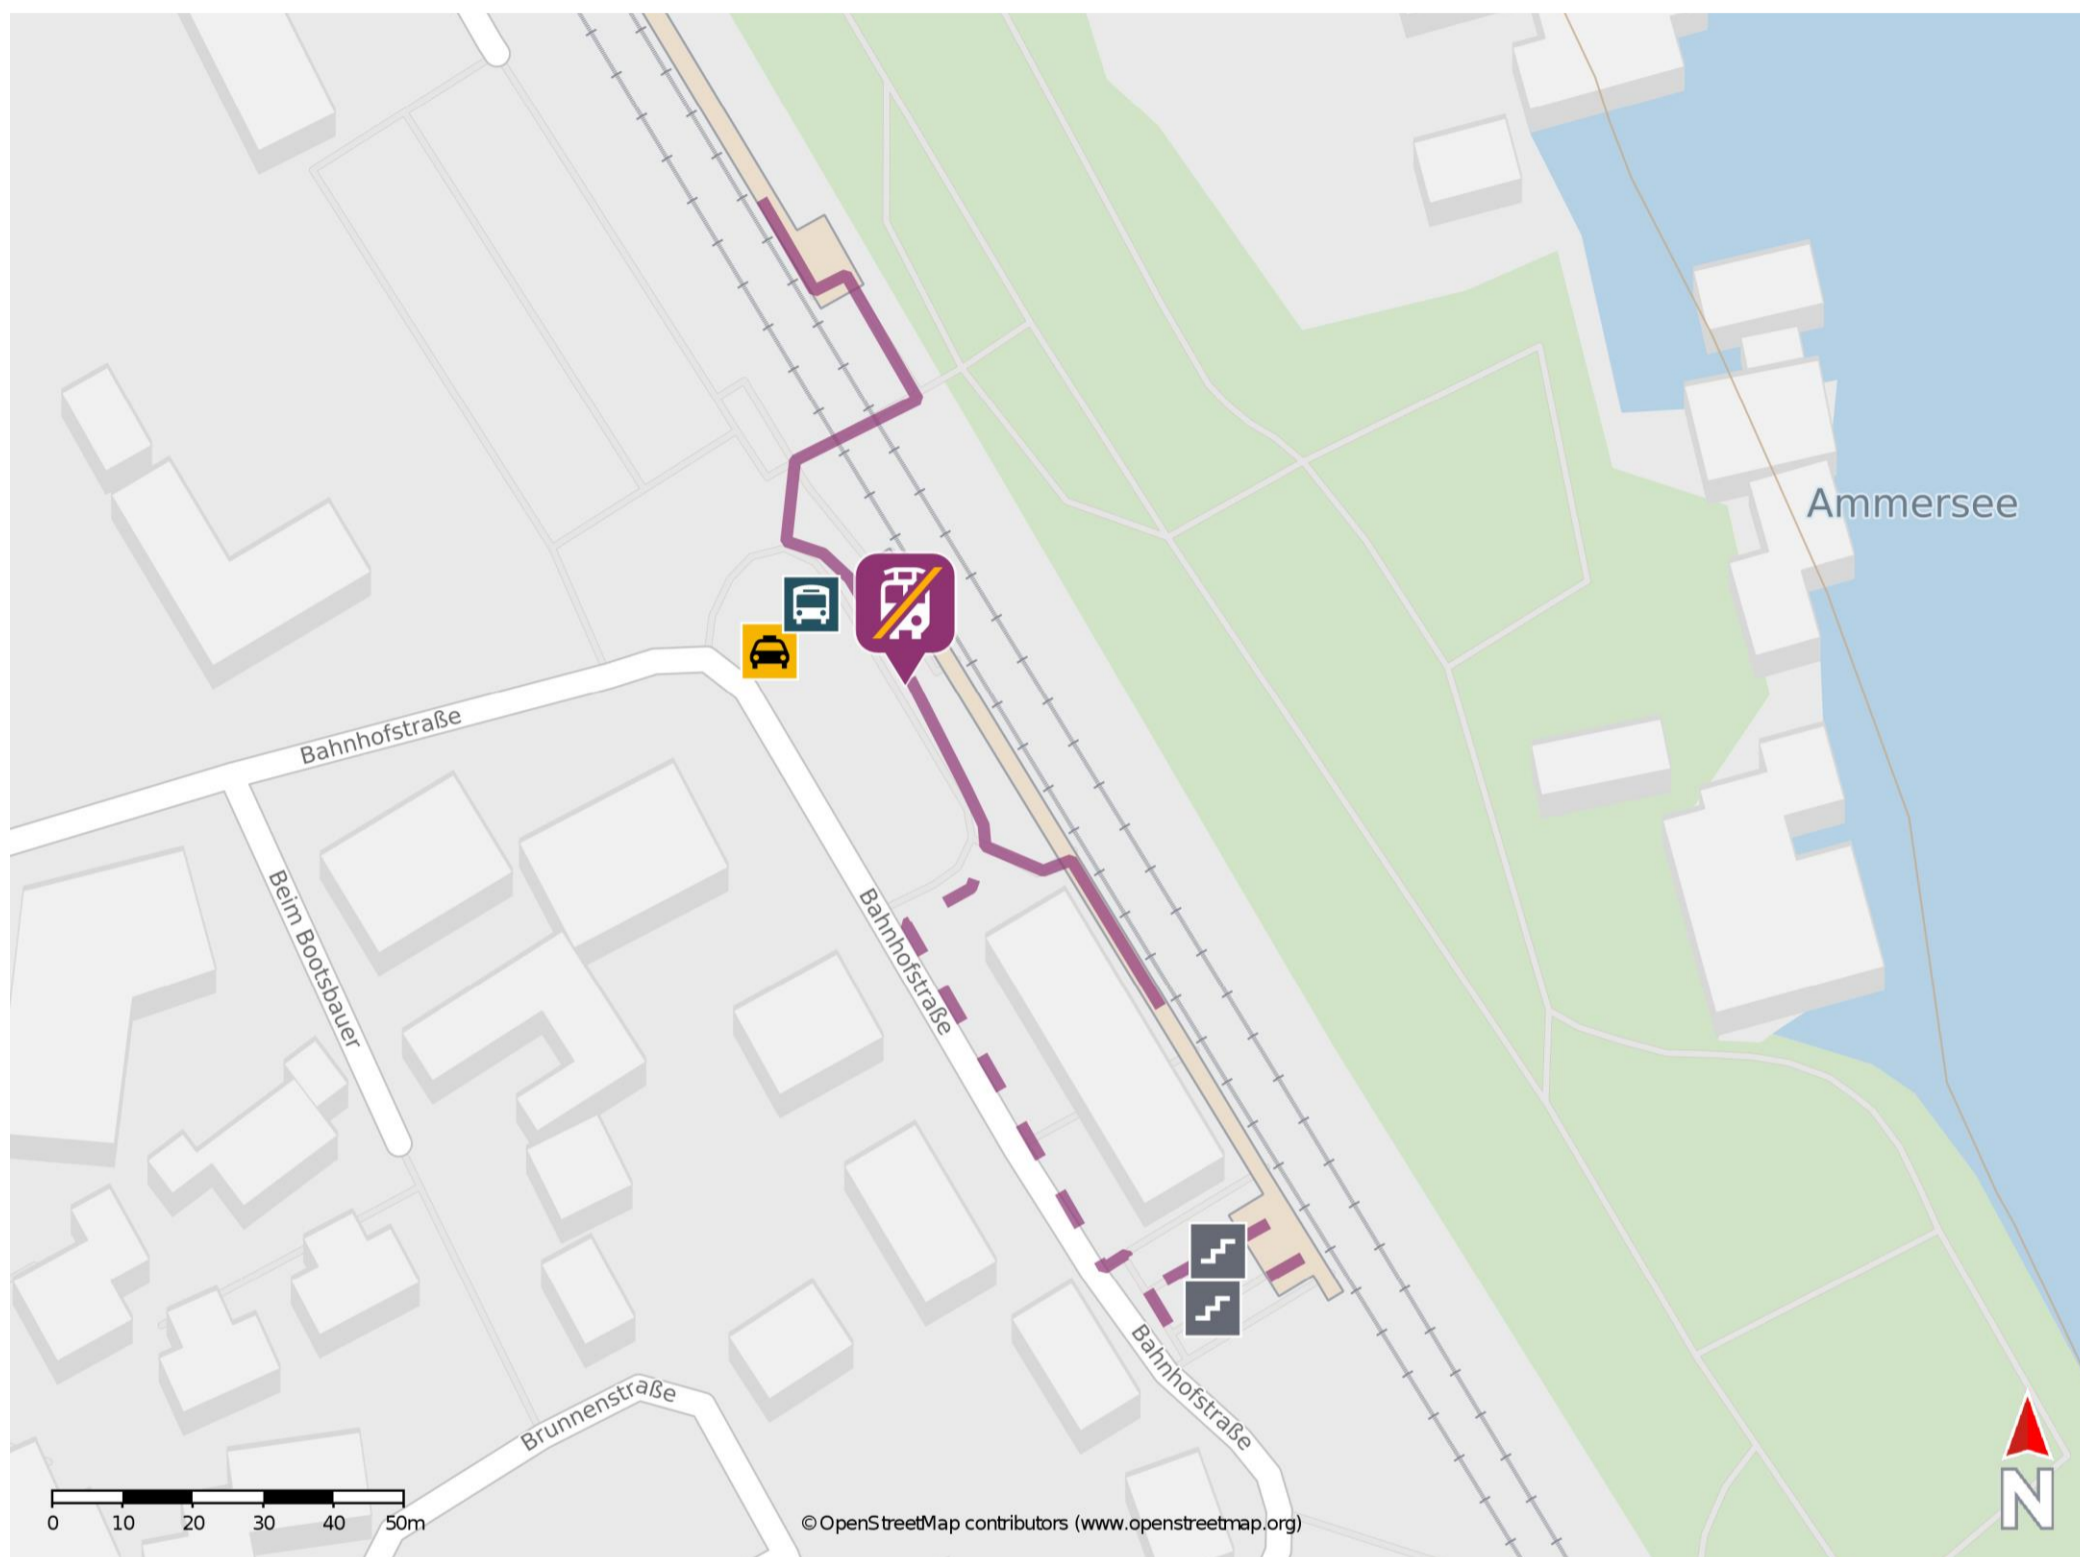 Ammersee
Bahnhofstraße
Beim Bootsbauer
Bahnhofstraße
Bahnhofstraße
Brunnenstraße
0 10 20 30 40 50m
© OpenStreetMap contributors (www.openstreetmap.org)
N